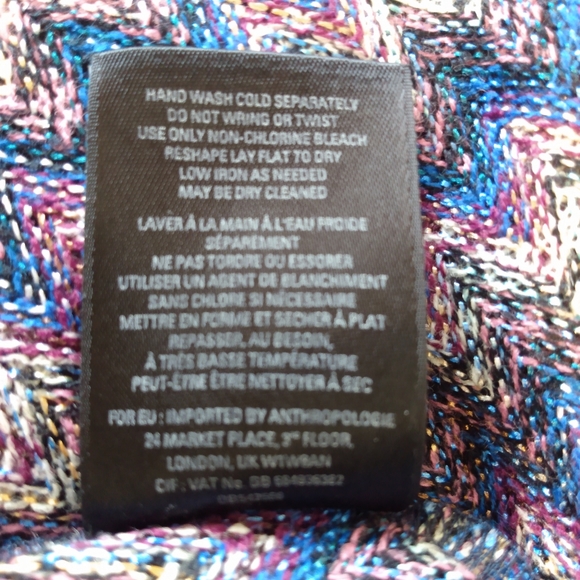 HAND WASH COLD SEPARATELY
DO NOT WRING OR TWIST
USE ONLY NON-CHLORINE BLEACH
RESHAPE LAY FLAT TO DRY
LOW IRON AS NEEDED
MAY BE DRY CLEANED
LAVER À LA MAIN À L'EAU FROIDE
SÉPARÉMENT
NE PAS TORDRE OU ESSORER
UTILISER UN AGENT DE BLANCHIMENT
SANS CHLORE SI NÉCESSAIRE
METTRE EN FORME ET SÉCHER À PLAT
REPASSER, AU BESOIN,
À TRÈS BASSE TEMPÉRATURE
PEUT-ÊTRE ÊTRE NETTOYER À SEC
FOR EU : IMPORTED BY ANTHROPOLOGIE
24 MARKET PLACE, 3RD FLOOR,
LONDON, UK W1W8AN
VAT No. GB